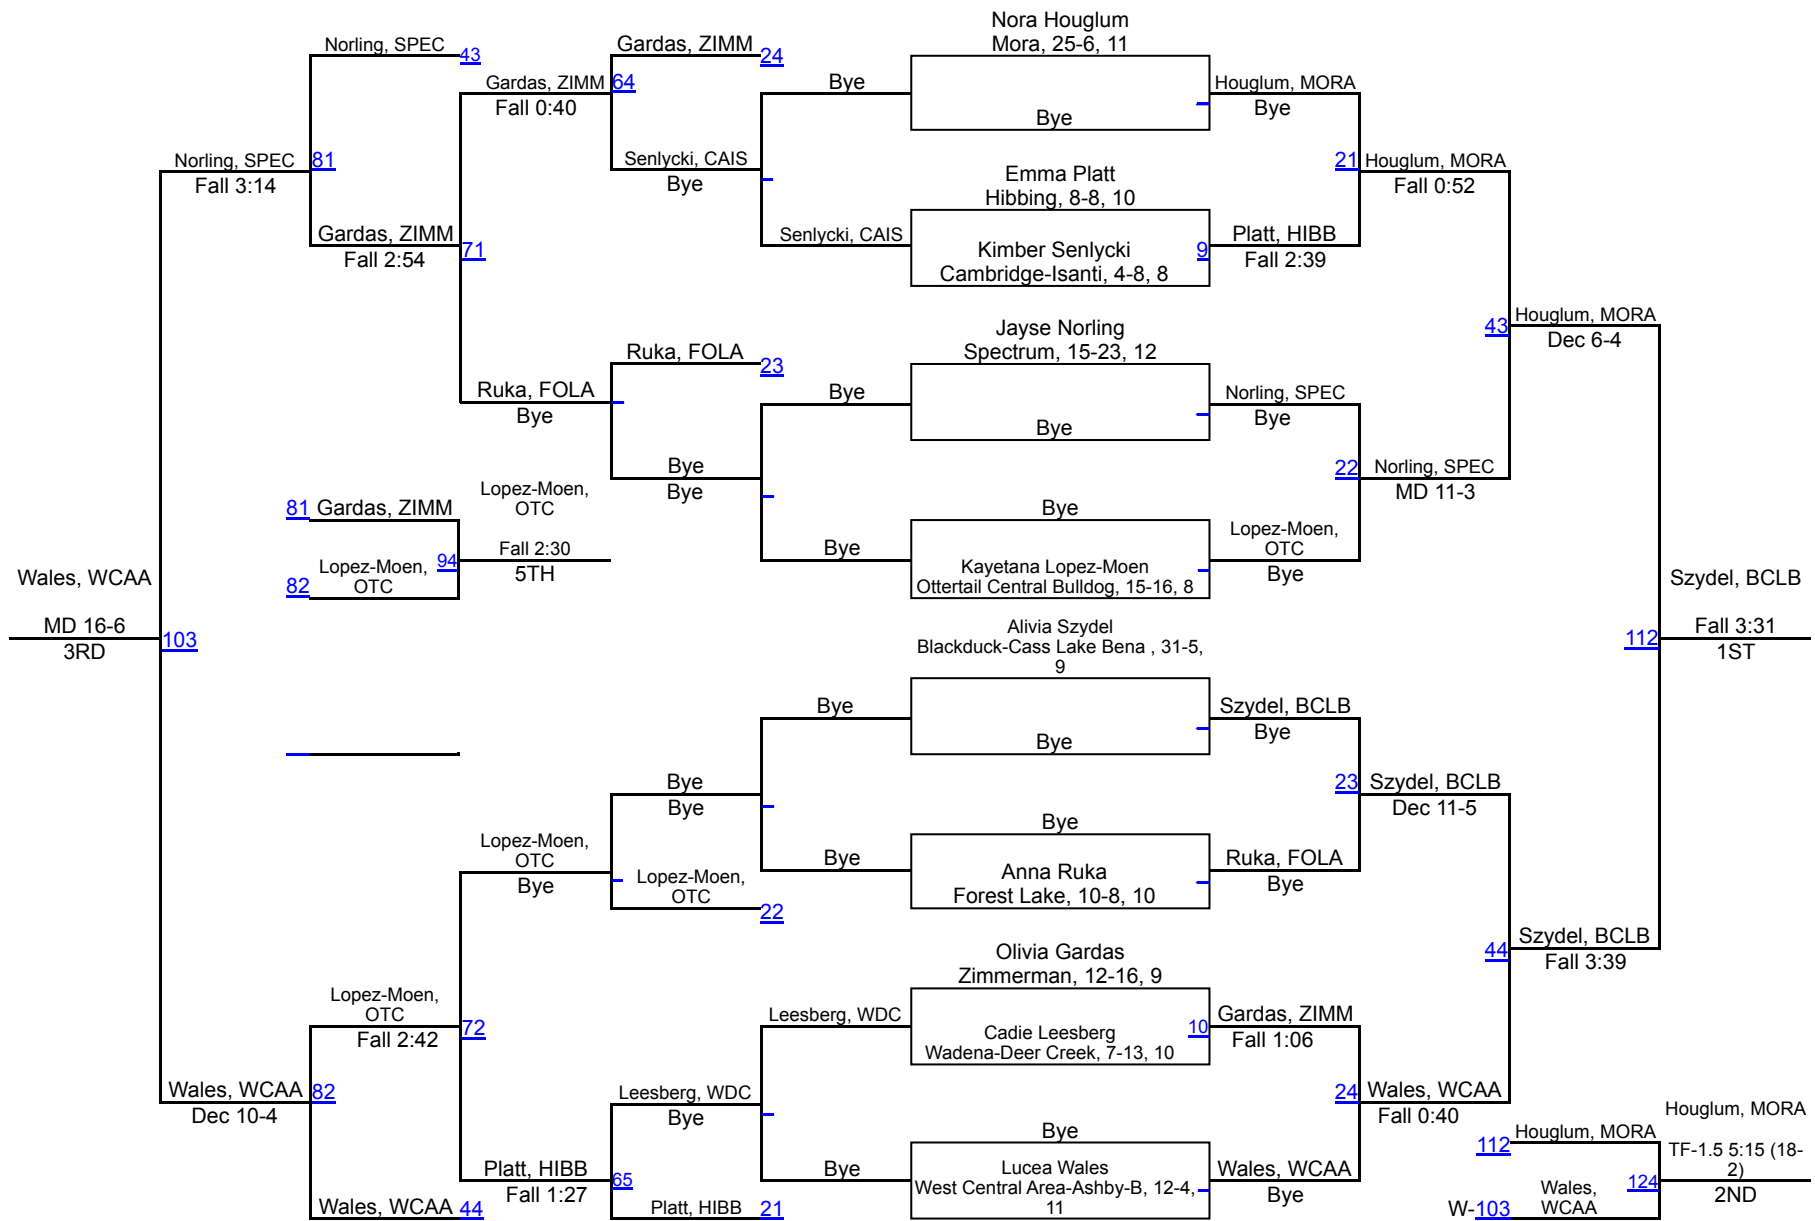 Nora Houglum
Mora, 25-6, 11
Norling, SPEC
43
Gardas, ZIMM
24
Gardas, ZIMM
64
Fall 0:40
Bye
Bye
Houglum, MORA
Bye
Norling, SPEC
81
Fall 3:14
Senlycki, CAIS
Bye
Emma Platt
Hibbing, 8-8, 10
21
Houglum, MORA
Fall 0:52
Gardas, ZIMM
Fall 2:54
71
Senlycki, CAIS
Kimber Senlycki
Cambridge-Isanti, 4-8, 8
9
Platt, HIBB
Fall 2:39
Jayse Norling
Spectrum, 15-23, 12
43
Houglum, MORA
Dec 6-4
Ruka, FOLA
23
Ruka, FOLA
Bye
Bye
Bye
Norling, SPEC
Bye
Bye
Bye
22
Norling, SPEC
MD 11-3
81
Gardas, ZIMM
Lopez-Moen,
OTC
Bye
Lopez-Moen,
OTC
Bye
82
Lopez-Moen,
OTC
94
Fall 2:30
5TH
Bye
Kayetana Lopez-Moen
Ottertail Central Bulldog, 15-16, 8
Wales, WCAA
MD 16-6
3RD
103
Szydel, BCLB
112
Fall 3:31
1ST
Alivia Szydel
Blackduck-Cass Lake Bena , 31-5,
9
Bye
Bye
Szydel, BCLB
Bye
Bye
Bye
23
Szydel, BCLB
Dec 11-5
Lopez-Moen,
OTC
Bye
Lopez-Moen,
OTC
22
Bye
Bye
Anna Ruka
Forest Lake, 10-8, 10
Ruka, FOLA
Bye
44
Szydel, BCLB
Fall 3:39
Olivia Gardas
Zimmerman, 12-16, 9
Lopez-Moen,
OTC
Fall 2:42
72
Leesberg, WDC
Cadie Leesberg
Wadena-Deer Creek, 7-13, 10
10
Gardas, ZIMM
Fall 1:06
Wales, WCAA
82
Dec 10-4
Leesberg, WDC
Bye
24
Wales, WCAA
Fall 0:40
Platt, HIBB
65
Fall 1:27
Bye
Bye
Lucea Wales
West Central Area-Ashby-B, 12-4,
11
Wales, WCAA
Bye
Wales, WCAA
44
Platt, HIBB
21
112
Houglum, MORA
Houglum, MORA
TF-1.5 5:15 (18-
2)
2ND
124
W-103
Wales,
WCAA